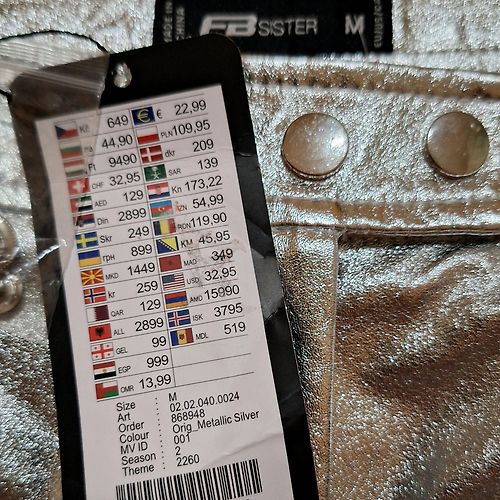 FB SISTER M
Kč 649 € 22,99
лв 44,90 PLN 109,95
Ft 9490 dkr 209
CHF 32,95 SAR 139
AED 129 Kn 173,22
Din 2899 AZN 54,99
Skr 249 RON 119,90
грн 899 KM 45,95
MKD 1449 MAD 349
kr 259 USD 32,95
QAR 129 AMD 15990
ALL 2899 ISK 3795
GEL 99 MDL 519
EGP 999
OMR 13,99
Size : M
Art : 02.02.040.0024
Order : 868948
Colour : Orig_Metallic Silver
MV ID : 001
Season : 2
Theme : 2260